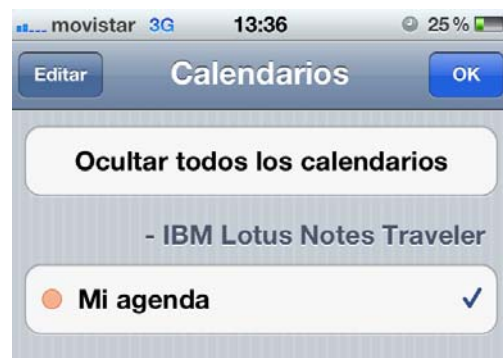 movistar 3G 13:36 25 %
Editar Calendarios OK
Ocultar todos los calendarios
- IBM Lotus Notes Traveler
Mi agenda